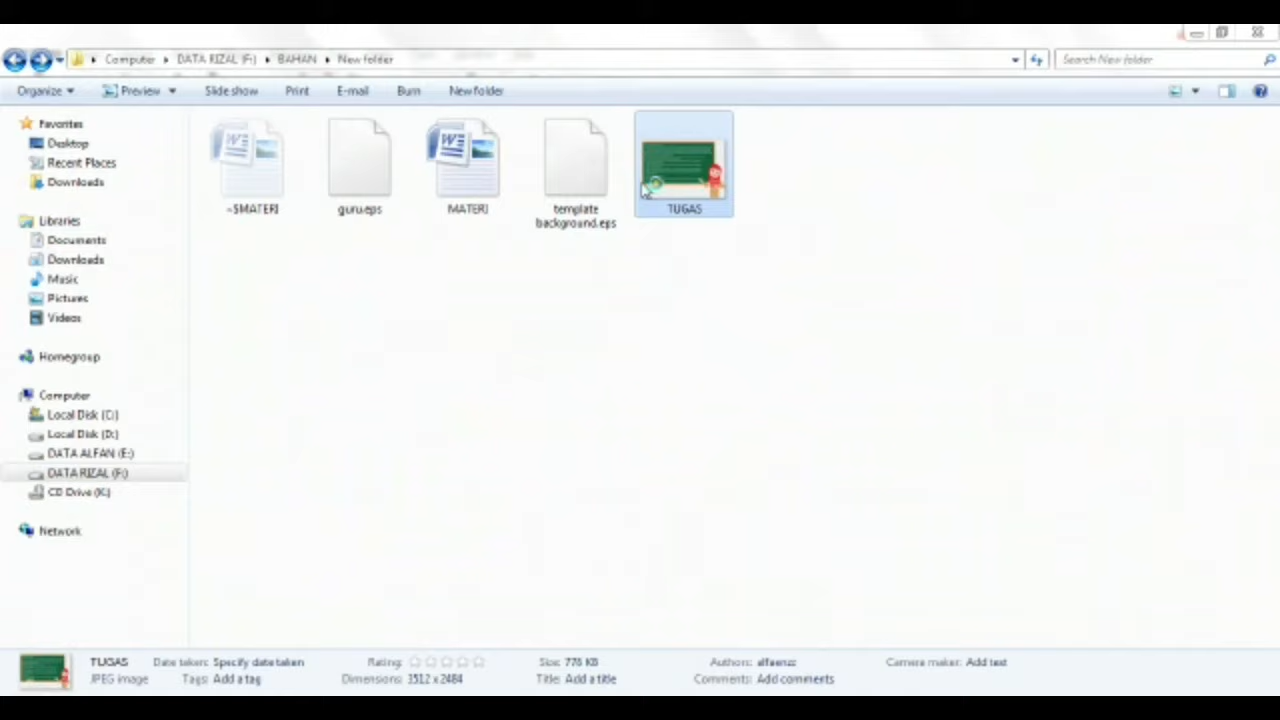 Computer ▸ DATA RIZAL (F:) ▸ BAHAN ▸ New folder
Search New folder
Organize Preview Slide show Print E-mail Burn New folder
Favorites
Desktop
Recent Places
Downloads
Libraries
Documents
Downloads
Music
Pictures
Videos
Homegroup
Computer
Local Disk (C:)
Local Disk (D:)
DATA ALFAN (E:)
DATA RIZAL (F:)
CD Drive (K:)
Network
~$MATERI
guru.eps
MATERI
template
background.eps
TUGAS
TUGAS Date taken: Specify date taken Rating: Size: 778 KB Authors: alfaenzz Camera maker: Add text
JPEG image Tags: Add a tag Dimensions: 3512 x 2484 Title: Add a title Comments: Add comments